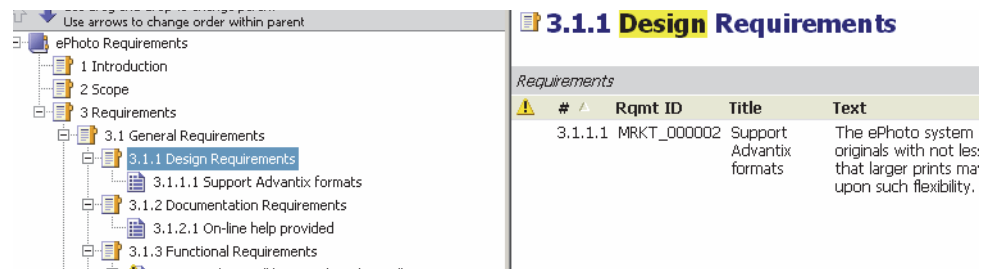 Use arrows to change order within parent
ePhoto Requirements
1 Introduction
2 Scope
3 Requirements
3.1 General Requirements
3.1.1 Design Requirements
3.1.1.1 Support Advantix formats
3.1.2 Documentation Requirements
3.1.2.1 On-line help provided
3.1.3 Functional Requirements
3.1.1 Design Requirements
Requirements
# Rqmt ID Title Text
3.1.1.1 MRKT_000002 Support The ePhoto system
Advantix originals with not les
formats that larger prints ma
upon such flexibility.